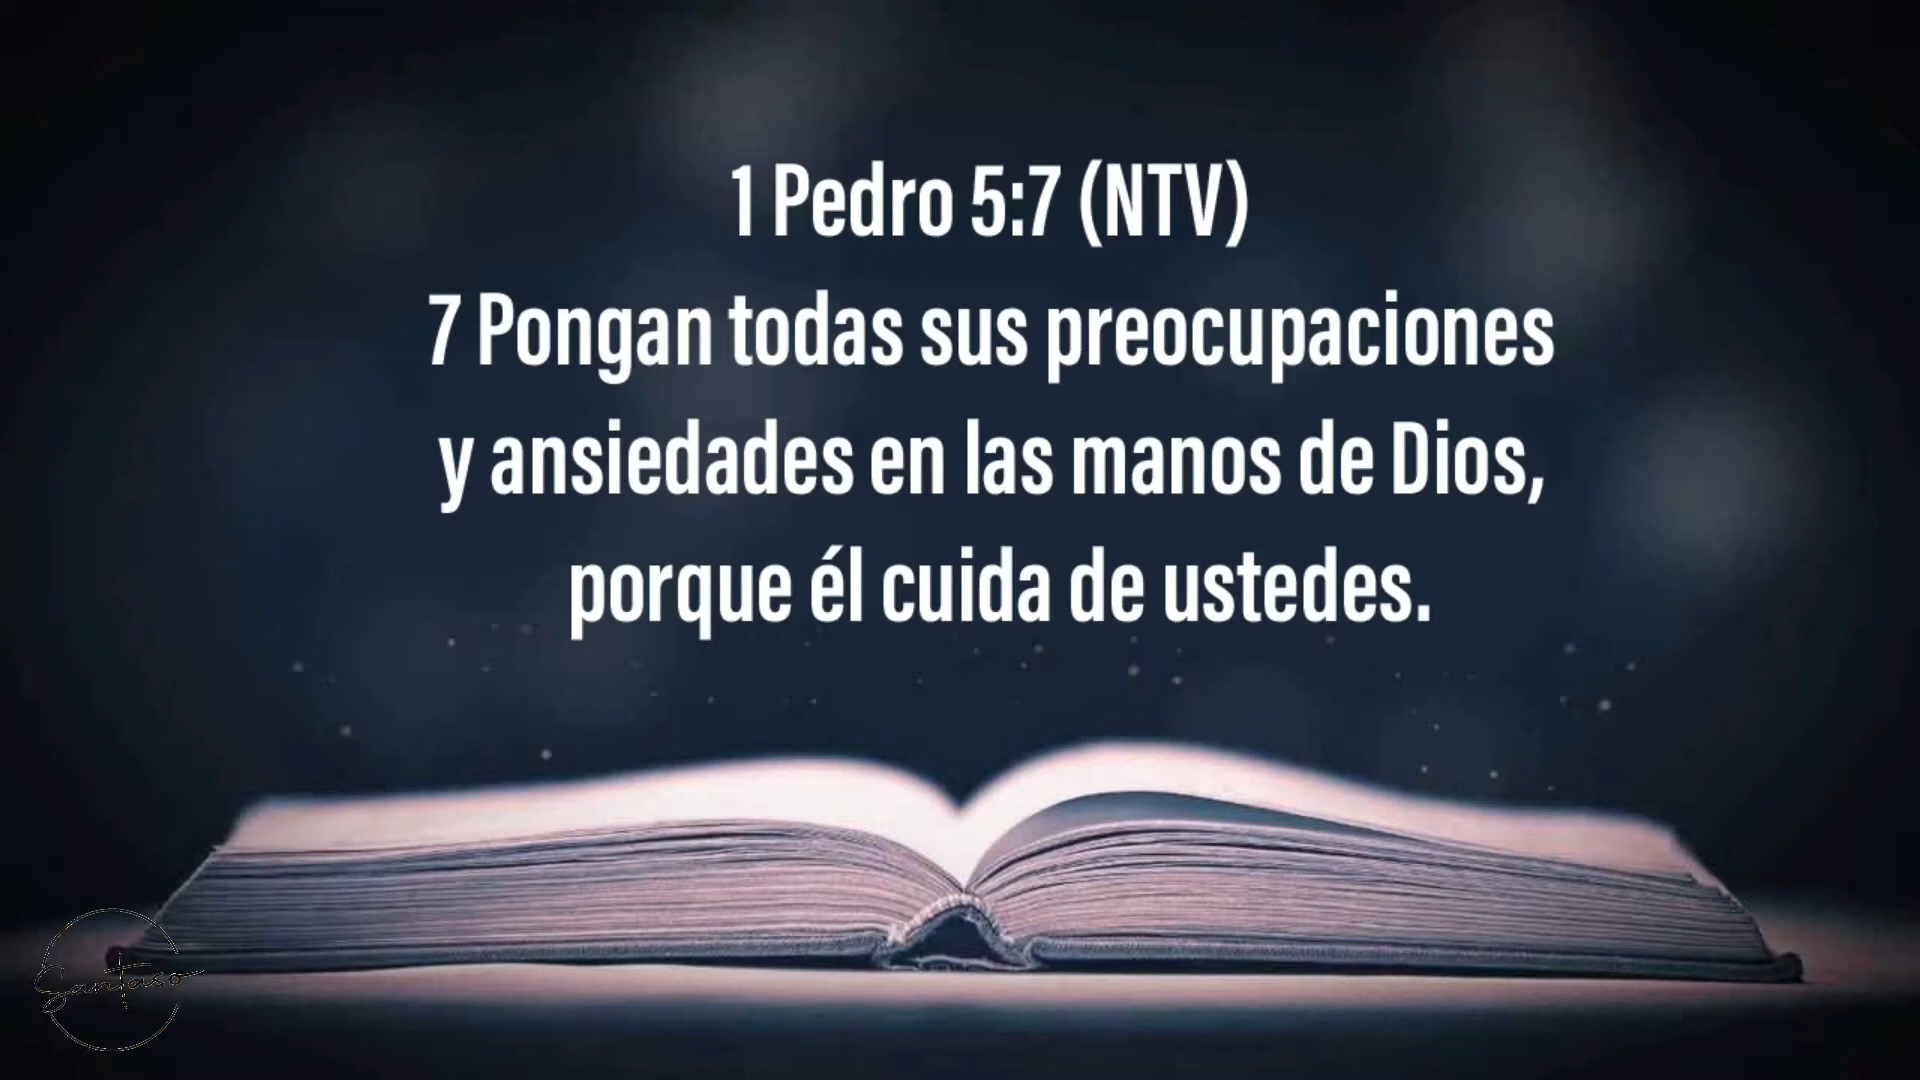 1 Pedro 5:7 (NTV)
7 Pongan todas sus preocupaciones
y ansiedades en las manos de Dios,
porque él cuida de ustedes.
Santuso